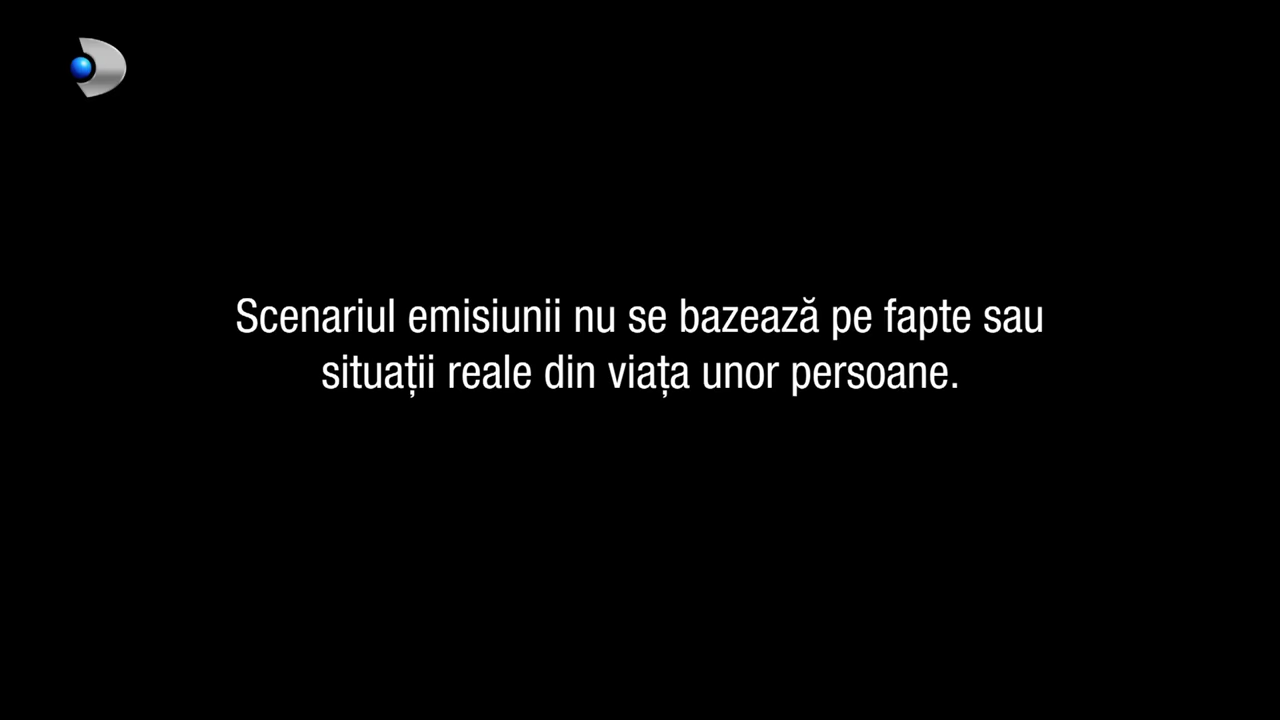 Scenariul emisiunii nu se bazează pe fapte sau
situații reale din viața unor persoane.